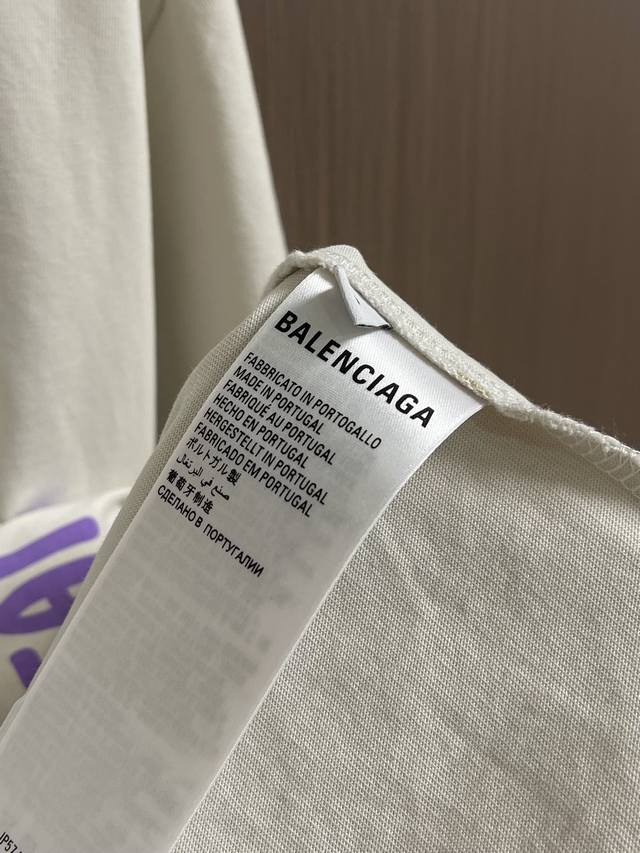 BALENCIAGA
FABBRICATO IN PORTOGALLO
MADE IN PORTUGAL
FABRIQUÉ AU PORTUGAL
HECHO EN PORTUGAL
HERGESTELLT IN PORTUGAL
FABRICADO EM PORTUGAL
ポルトガル製
صنع في البرتغال
葡萄牙制造
СДЕЛАНО В ПОРТУГАЛИИ